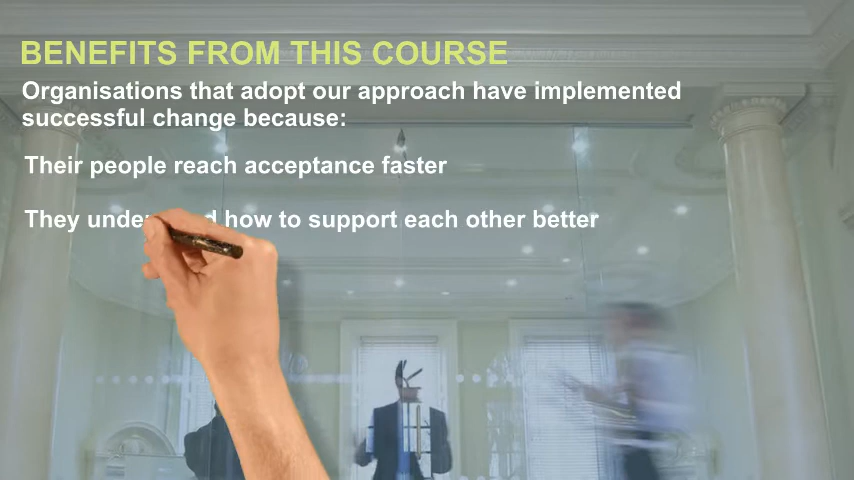 BENEFITS FROM THIS COURSE
Organisations that adopt our approach have implemented
successful change because:
Their people reach acceptance faster
They how to support each other better